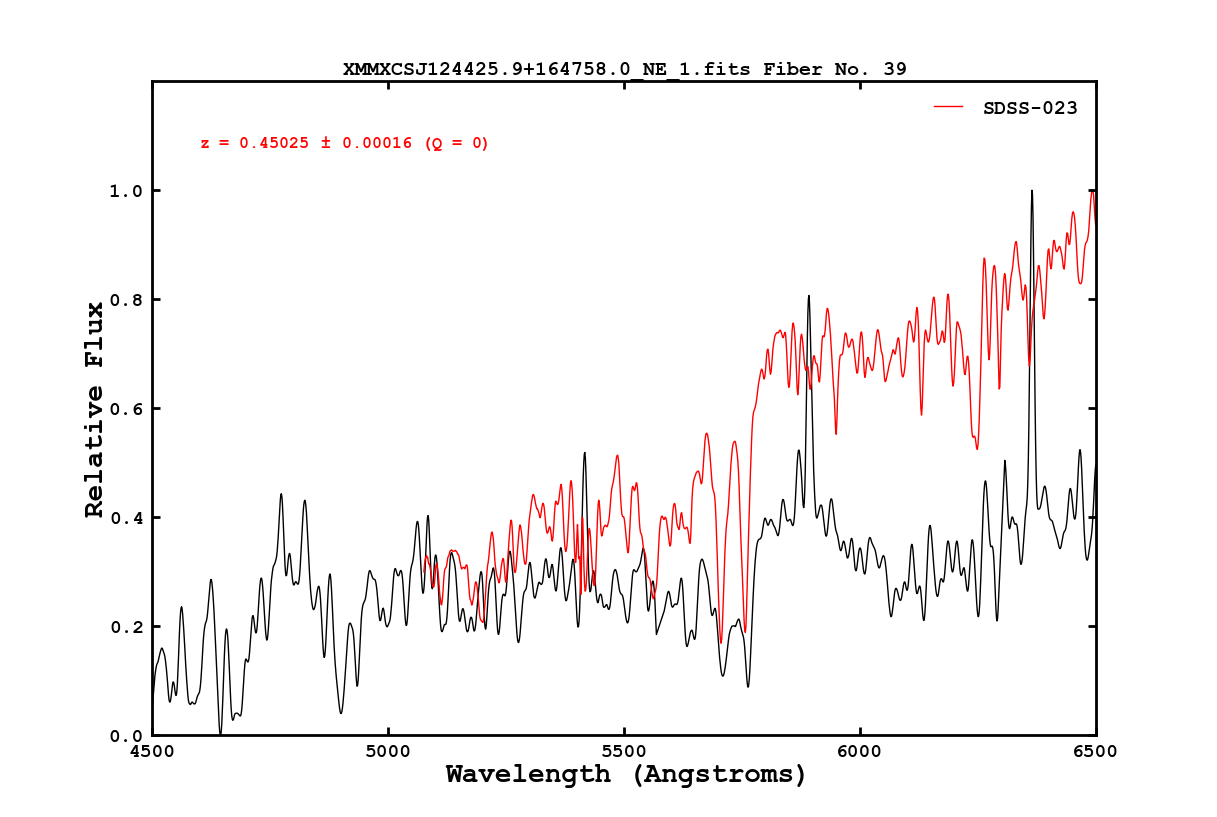 XMMXCSJ124425.9+164758.0_NE_1.fits Fiber No. 39
SDSS-023
z = 0.45025 ± 0.00016 (Q = 0)
1.0
0.8
0.6
0.4
0.2
0.0
Relative Flux
4500 5000 5500 6000 6500
Wavelength (Angstroms)